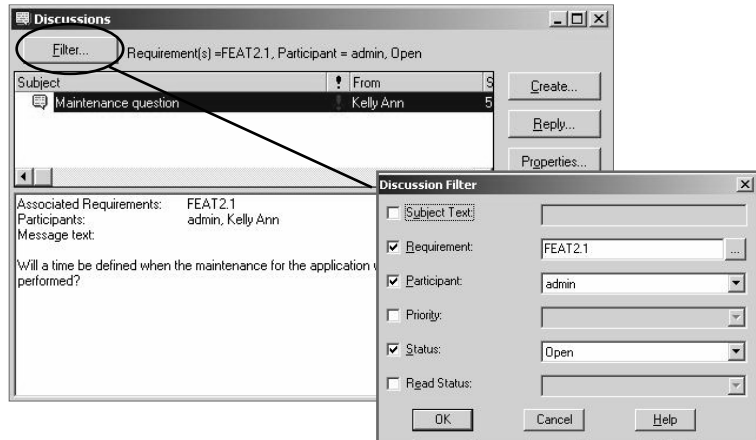 Discussions
Filter... Requirement(s) =FEAT2.1, Participant = admin, Open
Subject ! From S
Maintenance question ! Kelly Ann 5
Create...
Reply...
Properties...
Associated Requirements: FEAT2.1
Participants: admin, Kelly Ann
Message text:
Will a time be defined when the maintenance for the application
performed?
Discussion Filter
Subject Text:
Requirement: FEAT2.1 ...
Participant: admin
Priority:
Status: Open
Read Status:
OK Cancel Help